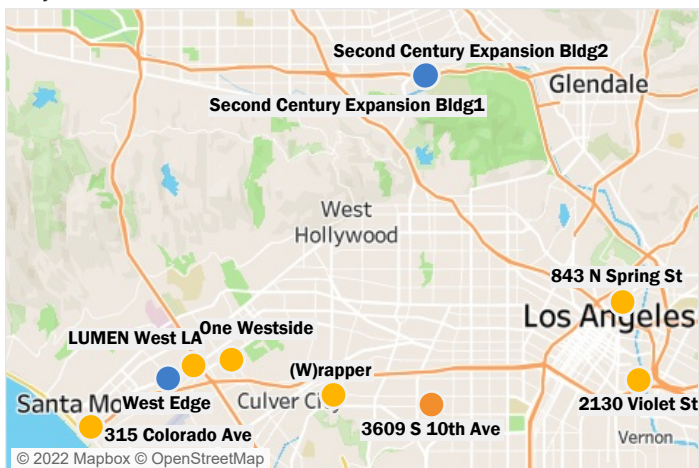 Second Century Expansion Bldg2
Glendale
Second Century Expansion Bldg1
West
Hollywood
843 N Spring St
Los Angeles
LUMEN West LA
One Westside
(W)rapper
Santa Mo
West Edge
Culver City
2130 Violet St
315 Colorado Ave
3609 S 10th Ave
Vernon
© 2022 Mapbox © OpenStreetMap